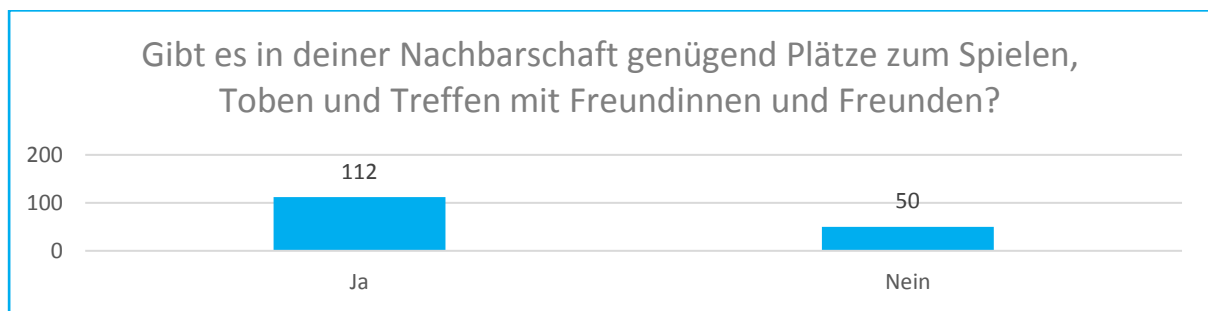 Gibt es in deiner Nachbarschaft genügend Plätze zum Spielen,
Toben und Treffen mit Freundinnen und Freunden?
200
112
100
50
0
Ja
Nein